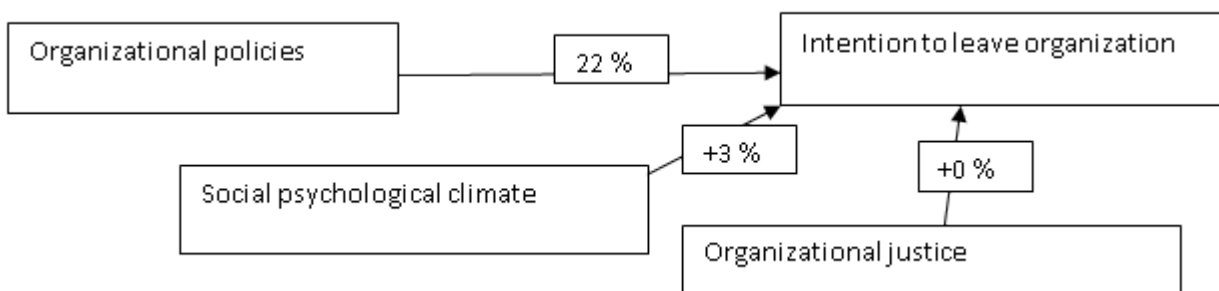 Organizational policies
22 %
Intention to leave organization
+3 %
Social psychological climate
+0 %
Organizational justice